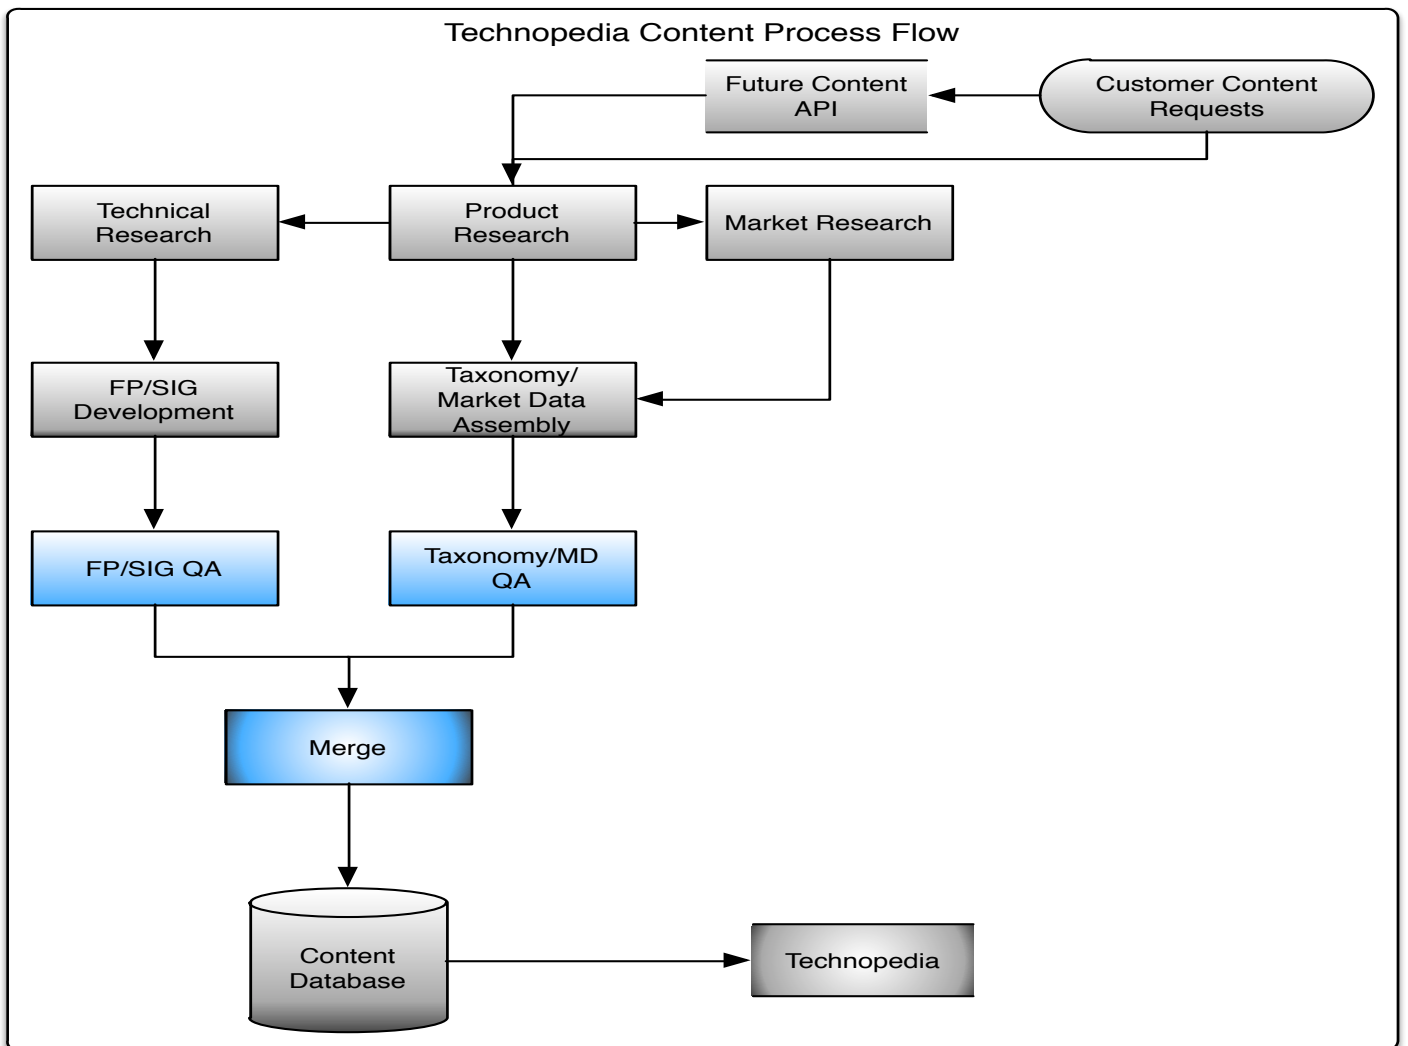 Technopedia Content Process Flow
Future Content
API
Customer Content
Requests
Technical
Research
Product
Research
Market Research
FP/SIG
Development
Taxonomy/
Market Data
Assembly
FP/SIG QA
Taxonomy/MD
QA
Merge
Content
Database
Technopedia